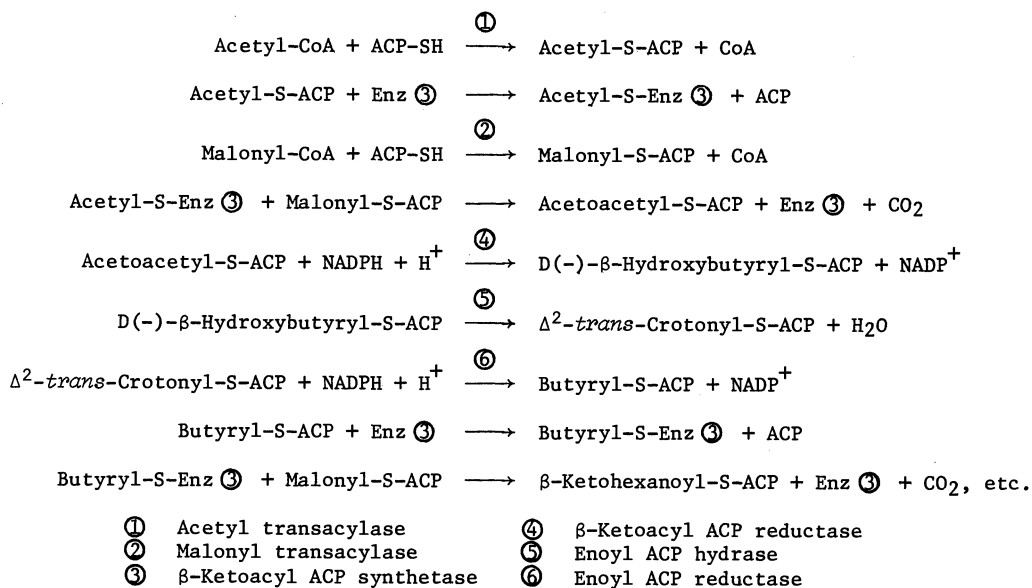 ①
Acetyl-CoA + ACP-SH ⟶ Acetyl-S-ACP + CoA
Acetyl-S-ACP + Enz ③ ⟶ Acetyl-S-Enz ③ + ACP
②
Malonyl-CoA + ACP-SH ⟶ Malonyl-S-ACP + CoA
Acetyl-S-Enz ③ + Malonyl-S-ACP ⟶ Acetoacetyl-S-ACP + Enz ③ + CO₂
④
Acetoacetyl-S-ACP + NADPH + H⁺ ⟶ D(-)-β-Hydroxybutyryl-S-ACP + NADP⁺
⑤
D(-)-β-Hydroxybutyryl-S-ACP ⟶ Δ²-trans-Crotonyl-S-ACP + H₂O
⑥
Δ²-trans-Crotonyl-S-ACP + NADPH + H⁺ ⟶ Butyryl-S-ACP + NADP⁺
Butyryl-S-ACP + Enz ③ ⟶ Butyryl-S-Enz ③ + ACP
Butyryl-S-Enz ③ + Malonyl-S-ACP ⟶ β-Ketohexanoyl-S-ACP + Enz ③ + CO₂, etc.
① Acetyl transacylase ④ β-Ketoacyl ACP reductase
② Malonyl transacylase ⑤ Enoyl ACP hydrase
③ β-Ketoacyl ACP synthetase ⑥ Enoyl ACP reductase